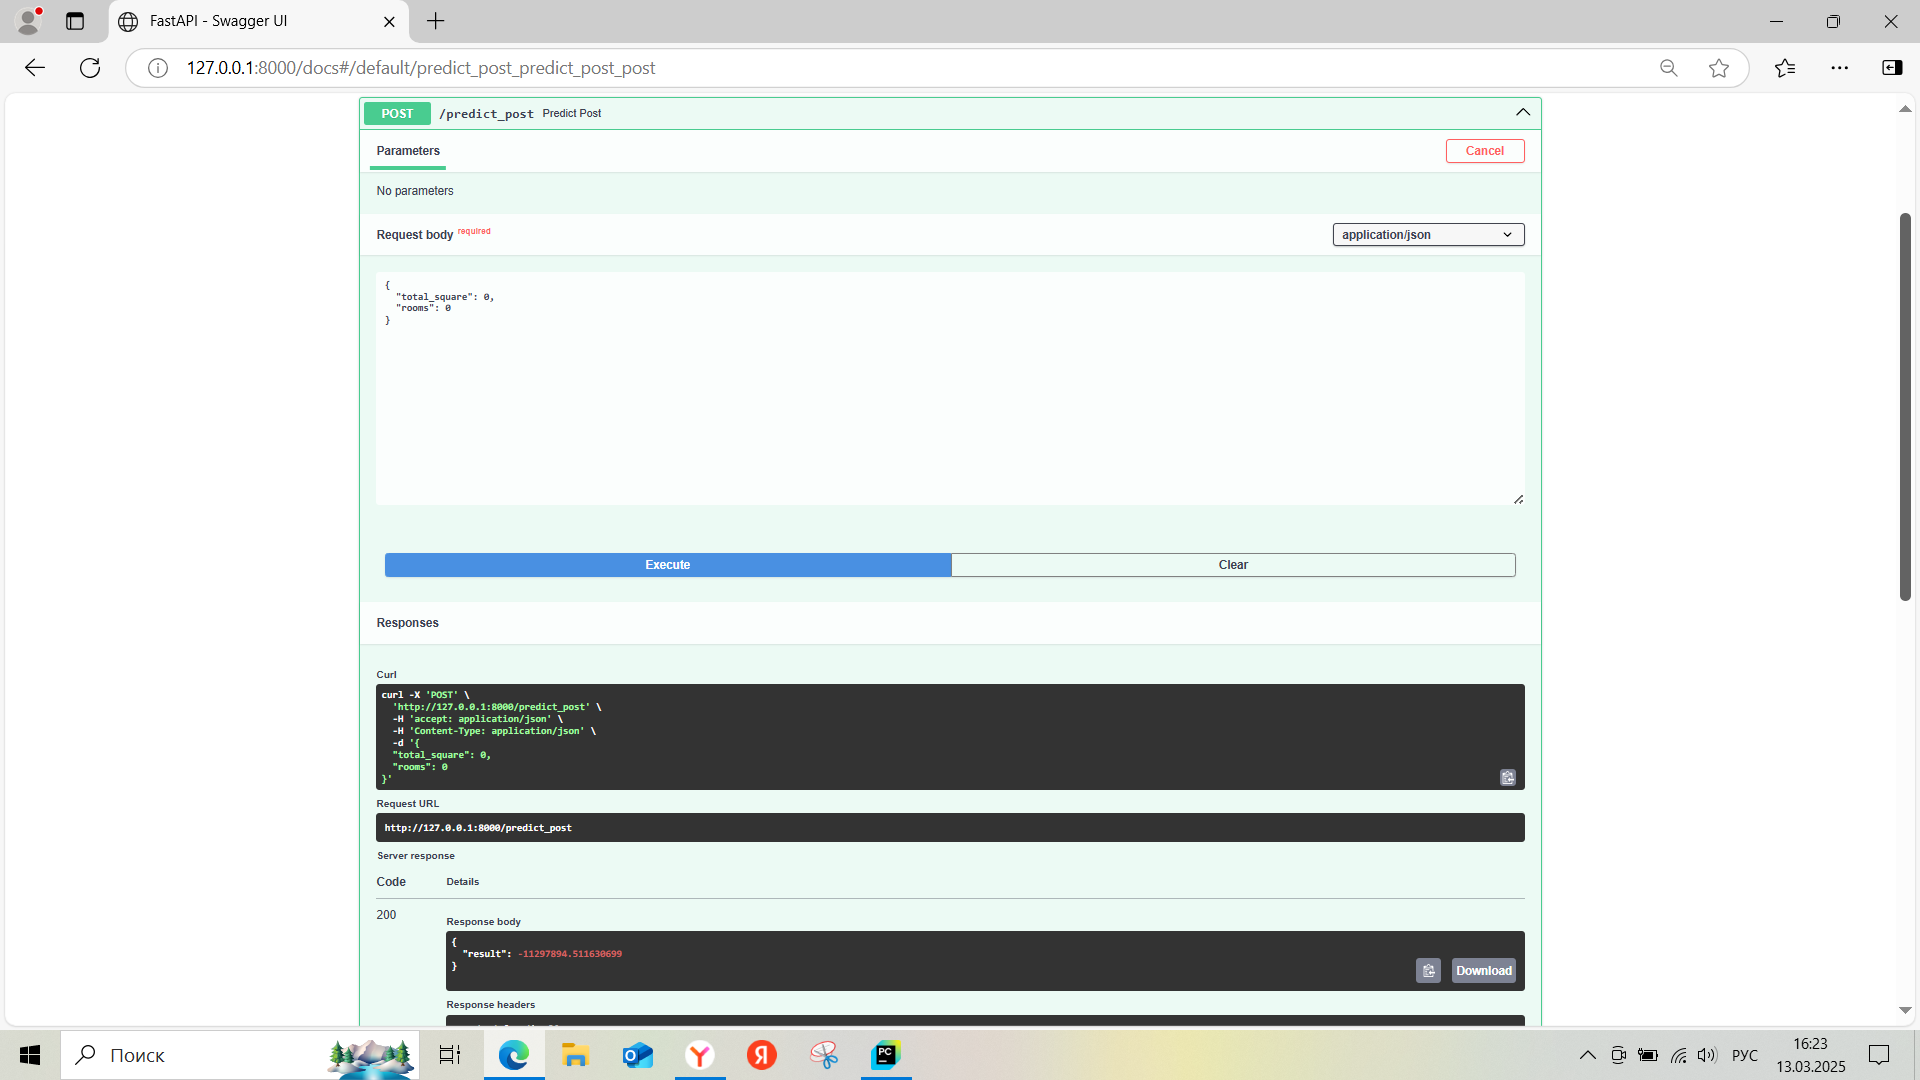 FastAPI - Swagger UI
127.0.0.1:8000/docs#/default/predict_post_predict_post_post
POST /predict_post Predict Post
Parameters
Cancel
No parameters
Request body required
application/json
{
"total_square": 0,
"rooms": 0
}
Execute
Clear
Responses
Curl
curl -X 'POST' \
'http://127.0.0.1:8000/predict_post' \
-H 'accept: application/json' \
-H 'Content-Type: application/json' \
-d '{
"total_square": 0,
"rooms": 0
}'
Request URL
http://127.0.0.1:8000/predict_post
Server response
Code Details
200
Response body
{
"result": -11297894.511630699
}
Download
Response headers
Поиск
PC
РУС
16:23
13.03.2025